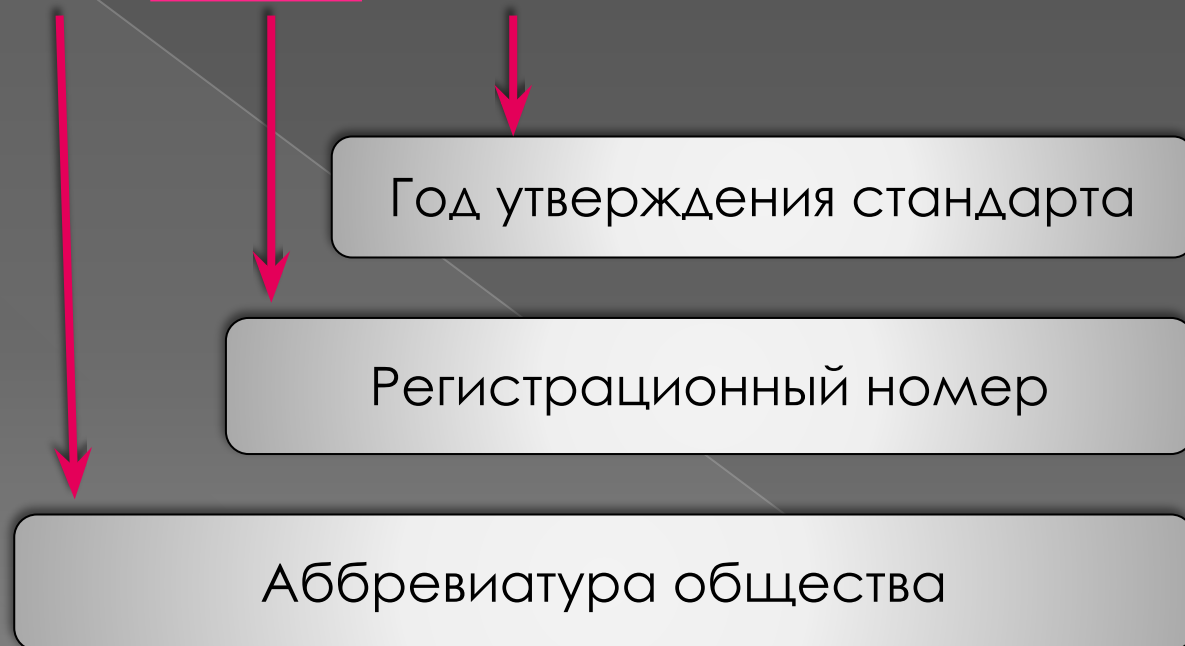 Год утверждения стандарта
Регистрационный номер
Аббревиатура общества